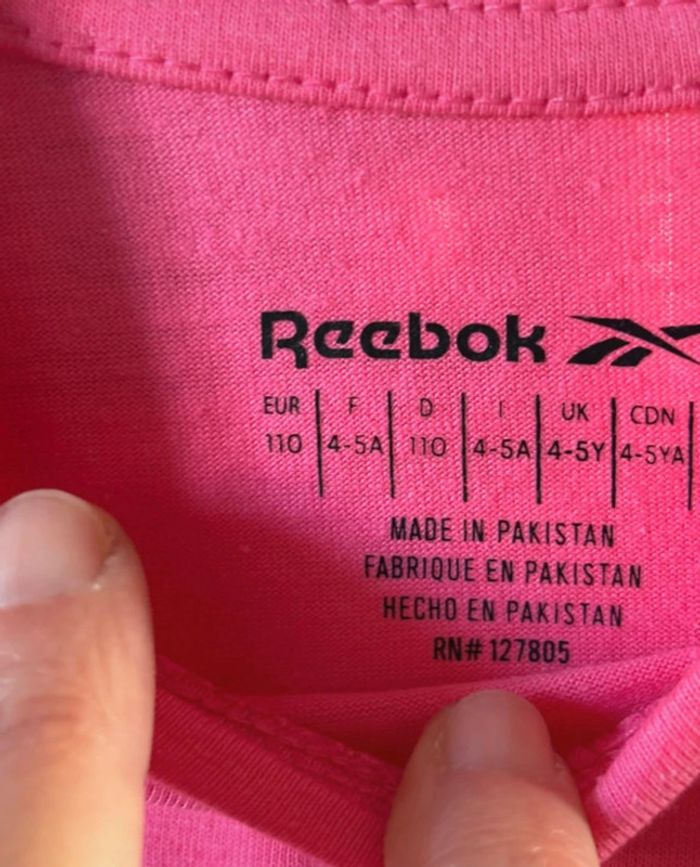 Reebok
EUR F D I UK CDN
110 4-5A 110 4-5A 4-5Y 4-5YA
MADE IN PAKISTAN
FABRIQUE EN PAKISTAN
HECHO EN PAKISTAN
RN# 127805